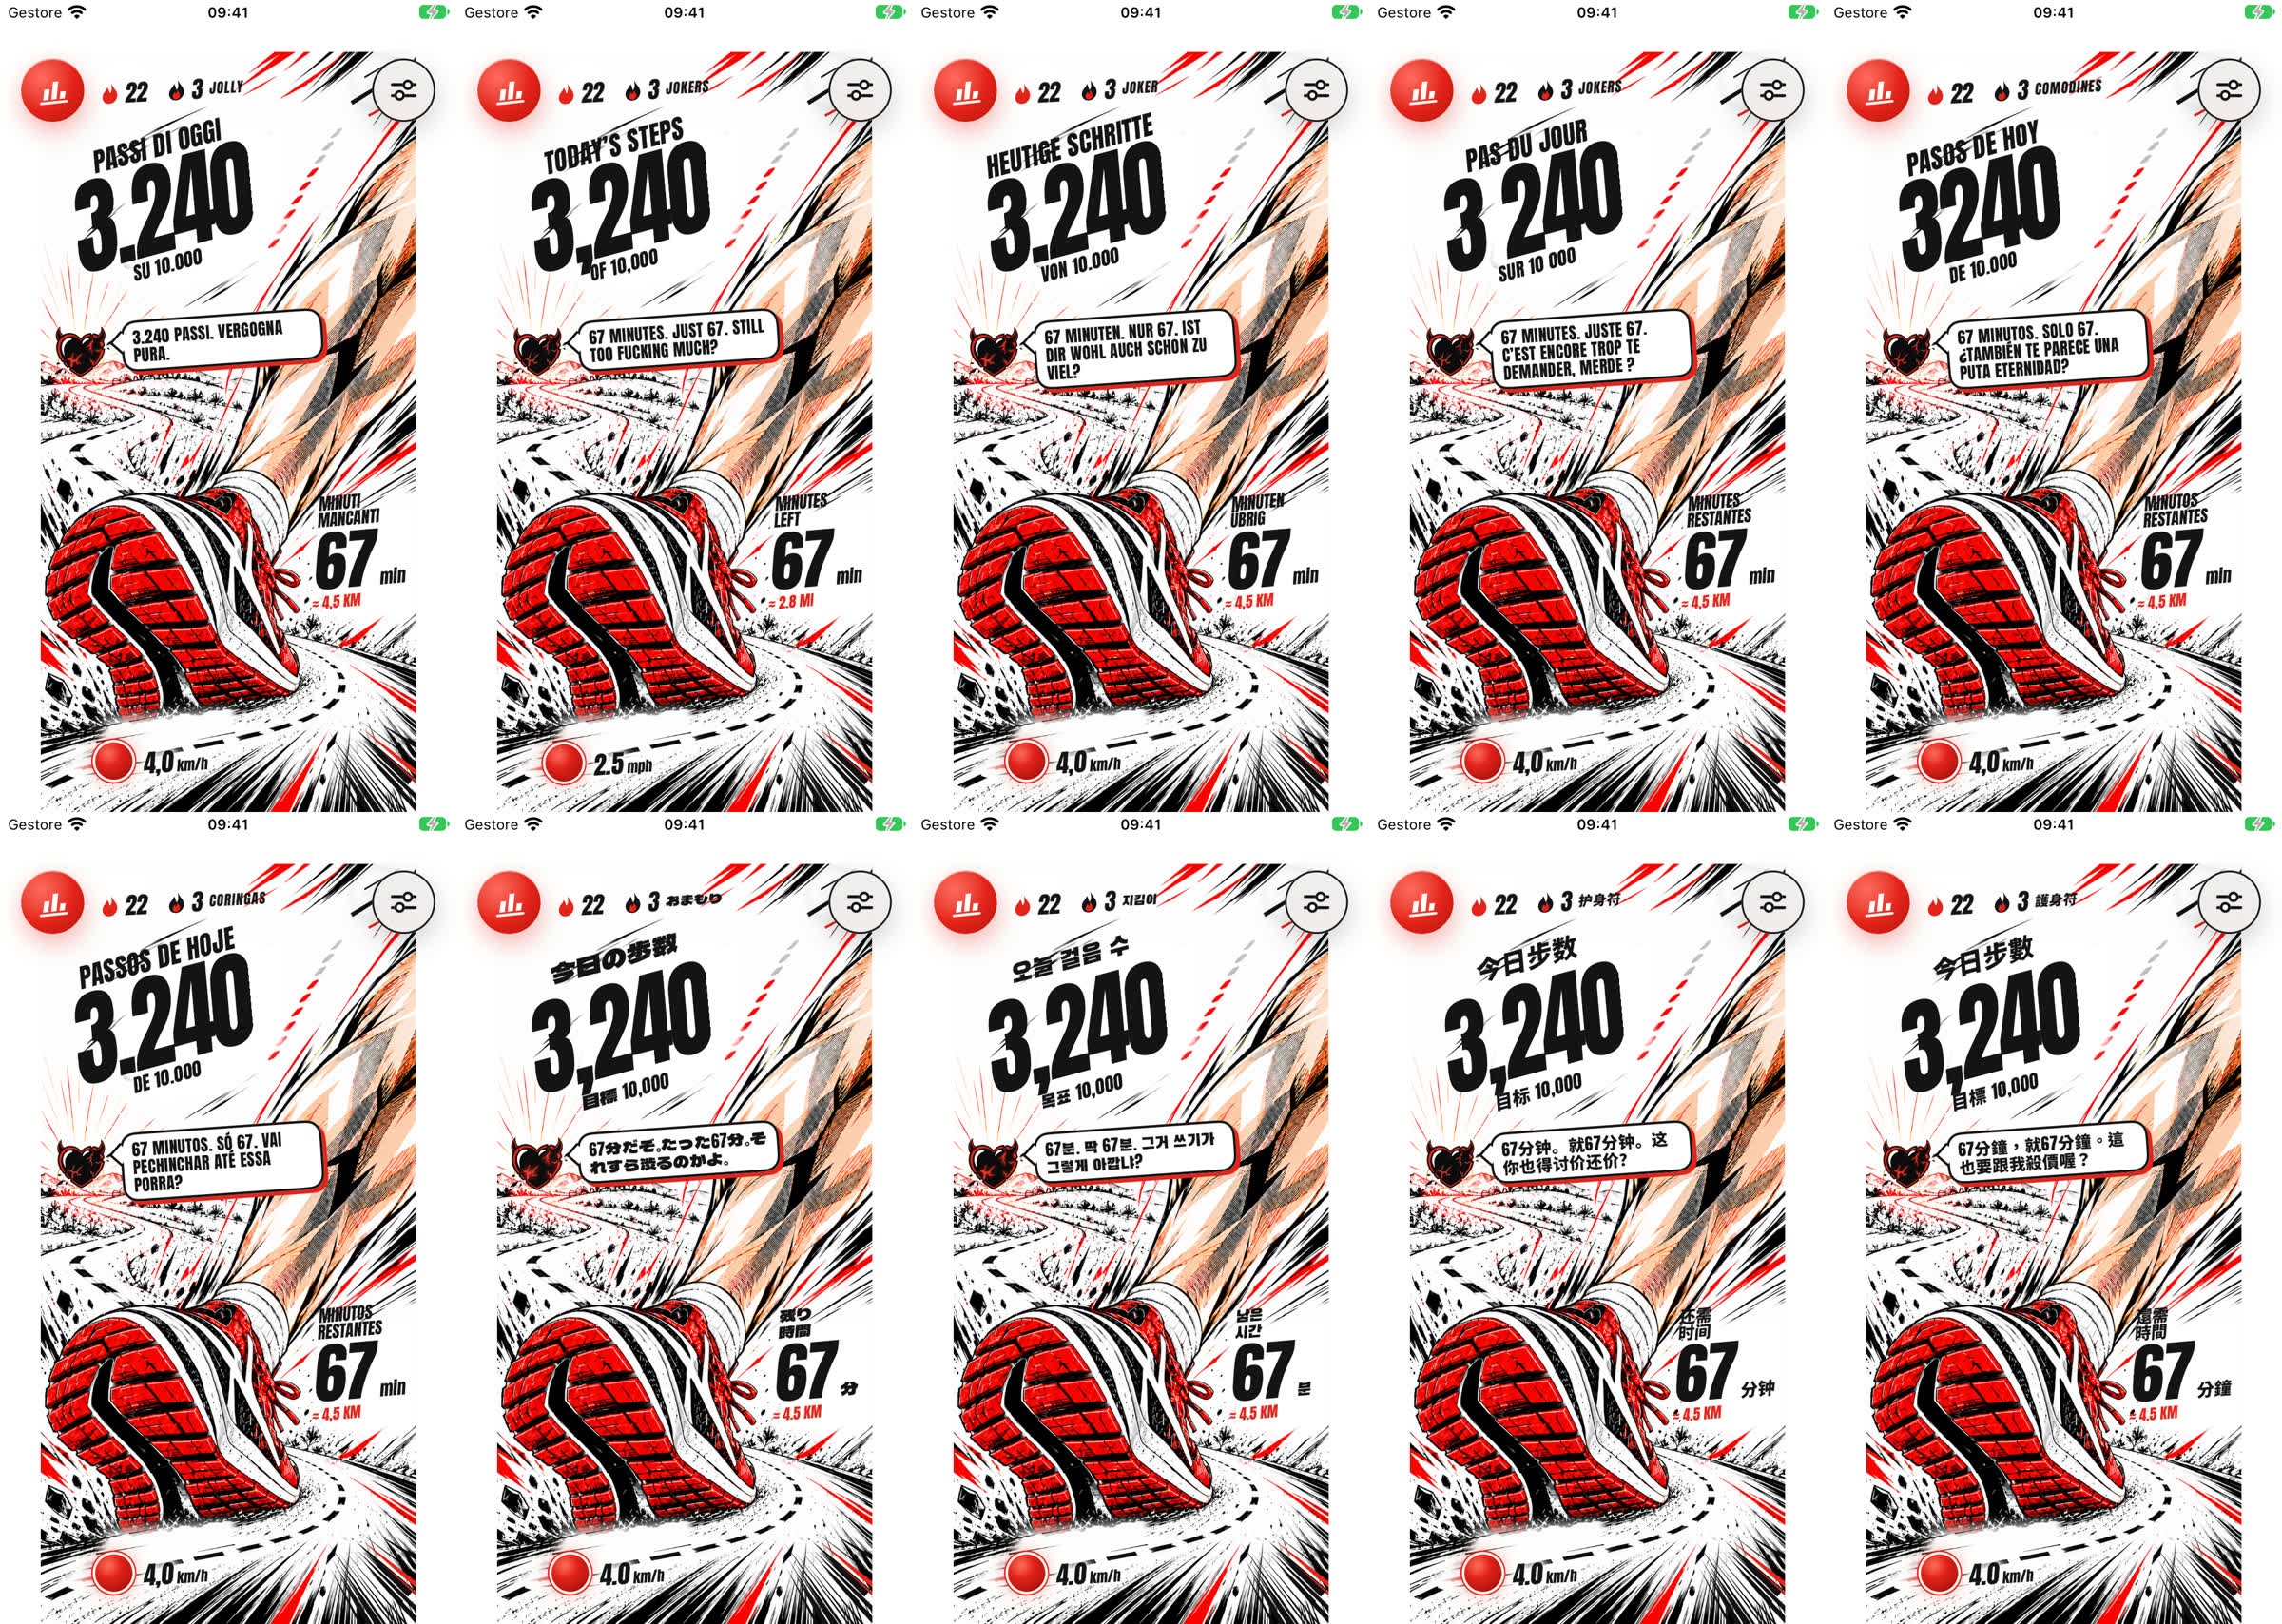 Gestore 09:41
22 3 JOLLY
PASSI DI OGGI
3.240
SU 10.000
3.240 PASSI. VERGOGNA
PURA.
MINUTI
MANCANTI
67 min
≈ 4,5 KM
4,0 km/h
Gestore 09:41
22 3 JOKERS
TODAY'S STEPS
3,240
OF 10,000
67 MINUTES. JUST 67. STILL
TOO FUCKING MUCH?
MINUTES
LEFT
67 min
≈ 2.8 MI
2.5 mph
Gestore 09:41
22 3 JOKER
HEUTIGE SCHRITTE
3.240
VON 10.000
67 MINUTEN. NUR 67. IST
DIR WOHL AUCH SCHON ZU
VIEL?
MINUTEN
ÜBRIG
67 min
≈ 4,5 KM
4,0 km/h
Gestore 09:41
22 3 JOKERS
PAS DU JOUR
3 240
SUR 10 000
67 MINUTES. JUSTE 67.
C'EST ENCORE TROP TE
DEMANDER, MERDE ?
MINUTES
RESTANTES
67 min
≈ 4,5 KM
4,0 km/h
Gestore 09:41
22 3 COMODINES
PASOS DE HOY
3240
DE 10.000
67 MINUTOS. SOLO 67.
¿TAMBIÉN TE PARECE UNA
PUTA ETERNIDAD?
MINUTOS
RESTANTES
67 min
≈ 4,5 KM
4,0 km/h
Gestore 09:41
22 3 CORINGAS
PASSOS DE HOJE
3.240
DE 10.000
67 MINUTOS. SÓ 67. VAI
PECHINCHAR ATÉ ESSA
PORRA?
MINUTOS
RESTANTES
67 min
≈ 4,5 KM
4,0 km/h
Gestore 09:41
22 3 おまもり
今日の歩数
3,240
目標 10,000
67分だぞ。たった67分。そ
れすら渋るのかよ。
残り
時間
67 分
≈ 4.5 KM
4.0 km/h
Gestore 09:41
22 3 지킴이
오늘 걸음 수
3,240
목표 10,000
67분. 딱 67분. 그거 쓰기가
그렇게 아깝냐?
남은
시간
67 분
≈ 4.5 KM
4.0 km/h
Gestore 09:41
22 3 护身符
今日步数
3,240
目标 10,000
67分钟。就67分钟。这
你也得讨价还价？
还需
时间
67 分钟
≈ 4.5 KM
4.0 km/h
Gestore 09:41
22 3 護身符
今日步數
3,240
目標 10,000
67分鐘，就67分鐘。這
也要跟我殺價喔？
還需
時間
67 分鐘
≈ 4.5 KM
4.0 km/h